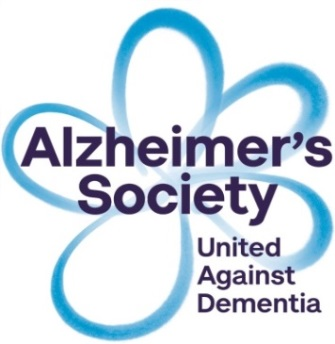 Alzheimer's
Society
United
Against
Dementia